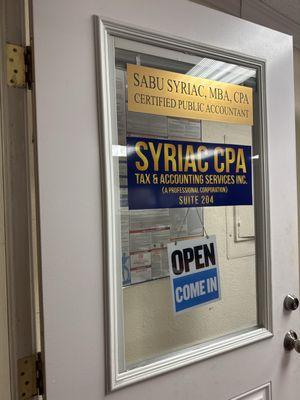 SABU SYRIAC, MBA, CPA
CERTIFIED PUBLIC ACCOUNTANT
SYRIAC CPA
TAX & ACCOUNTING SERVICES INC.
(A PROFESSIONAL CORPORATION)
SUITE 204
OPEN
COME IN